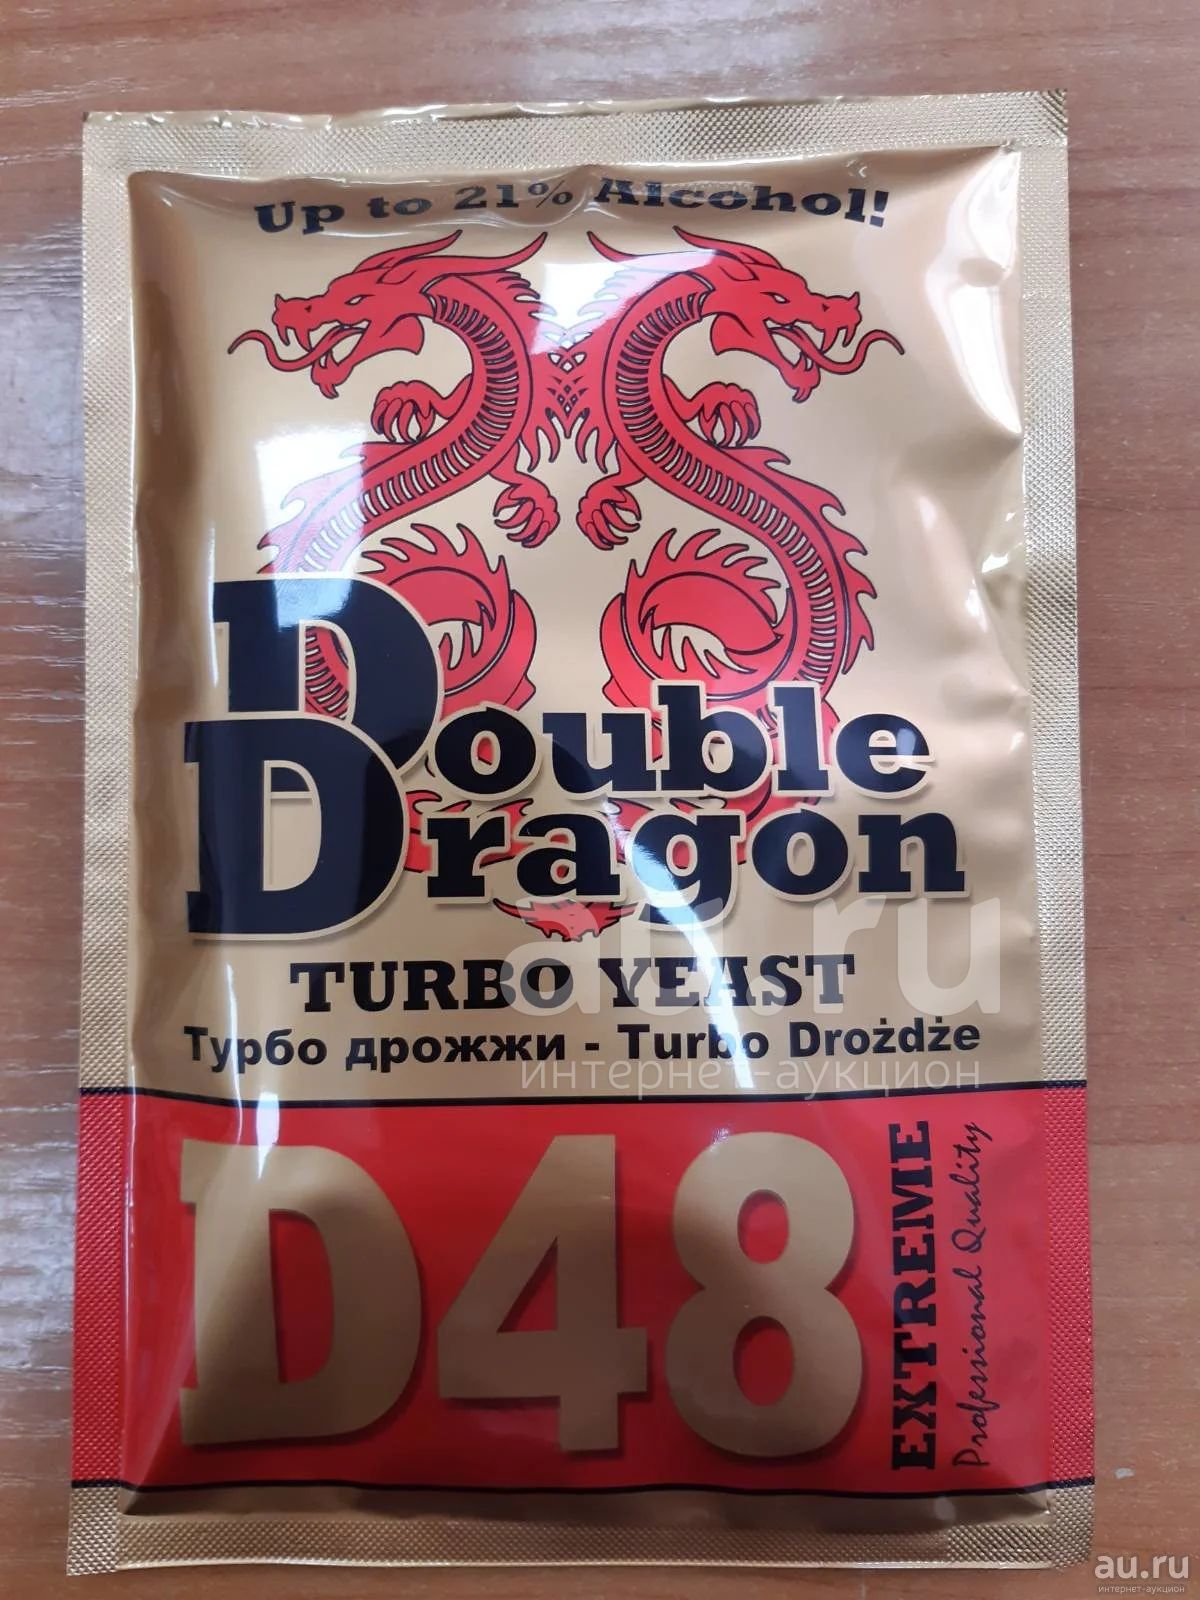 Up to 21% Alcohol!
Double
Dragon
TURBO YEAST
Турбо дрожжи - Turbo Drożdże
D48
EXTREME
Professional Quality
au.ru
интернет-аукцион
au.ru
интернет-аукцион